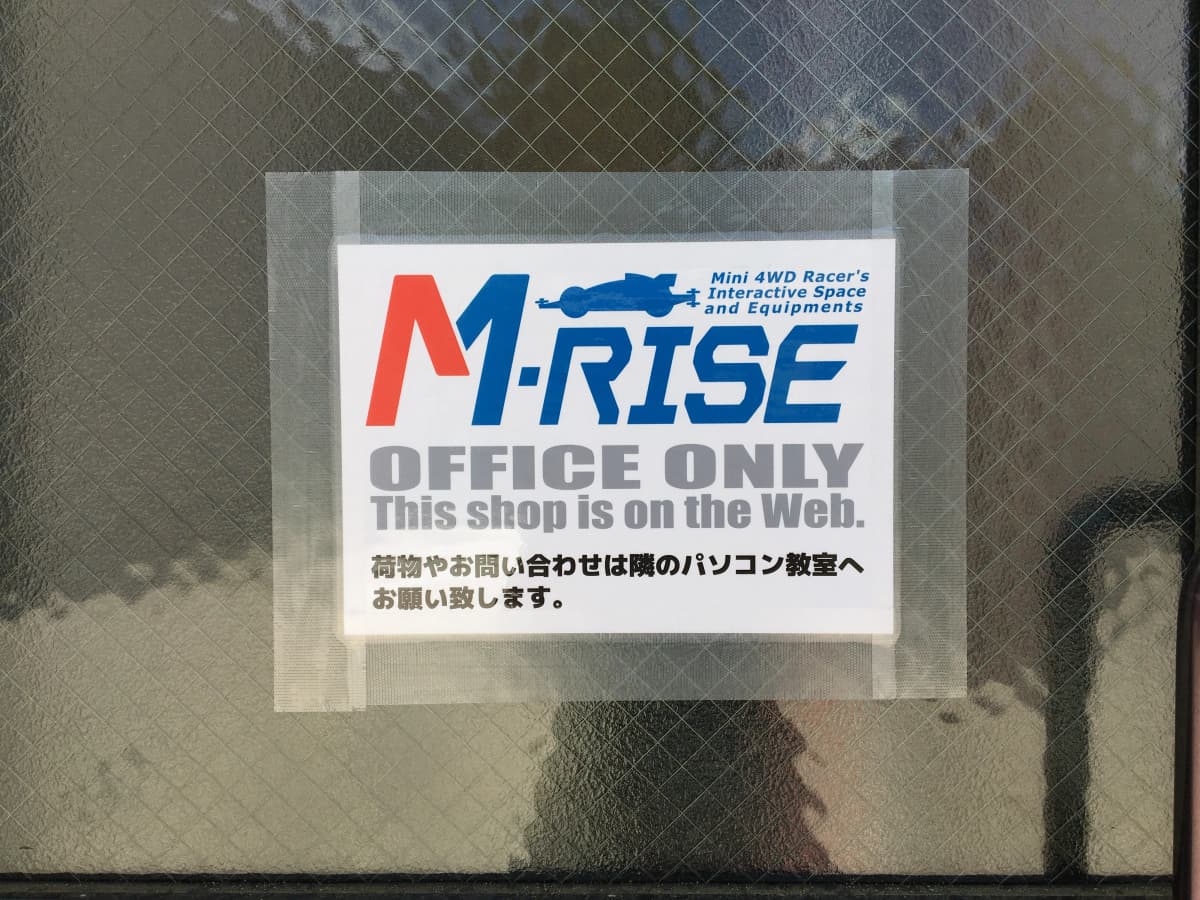 Mini 4WD Racer's
Interactive Space
and Equipments
M-RISE
OFFICE ONLY
This shop is on the Web.
荷物やお問い合わせは隣のパソコン教室へ
お願い致します。